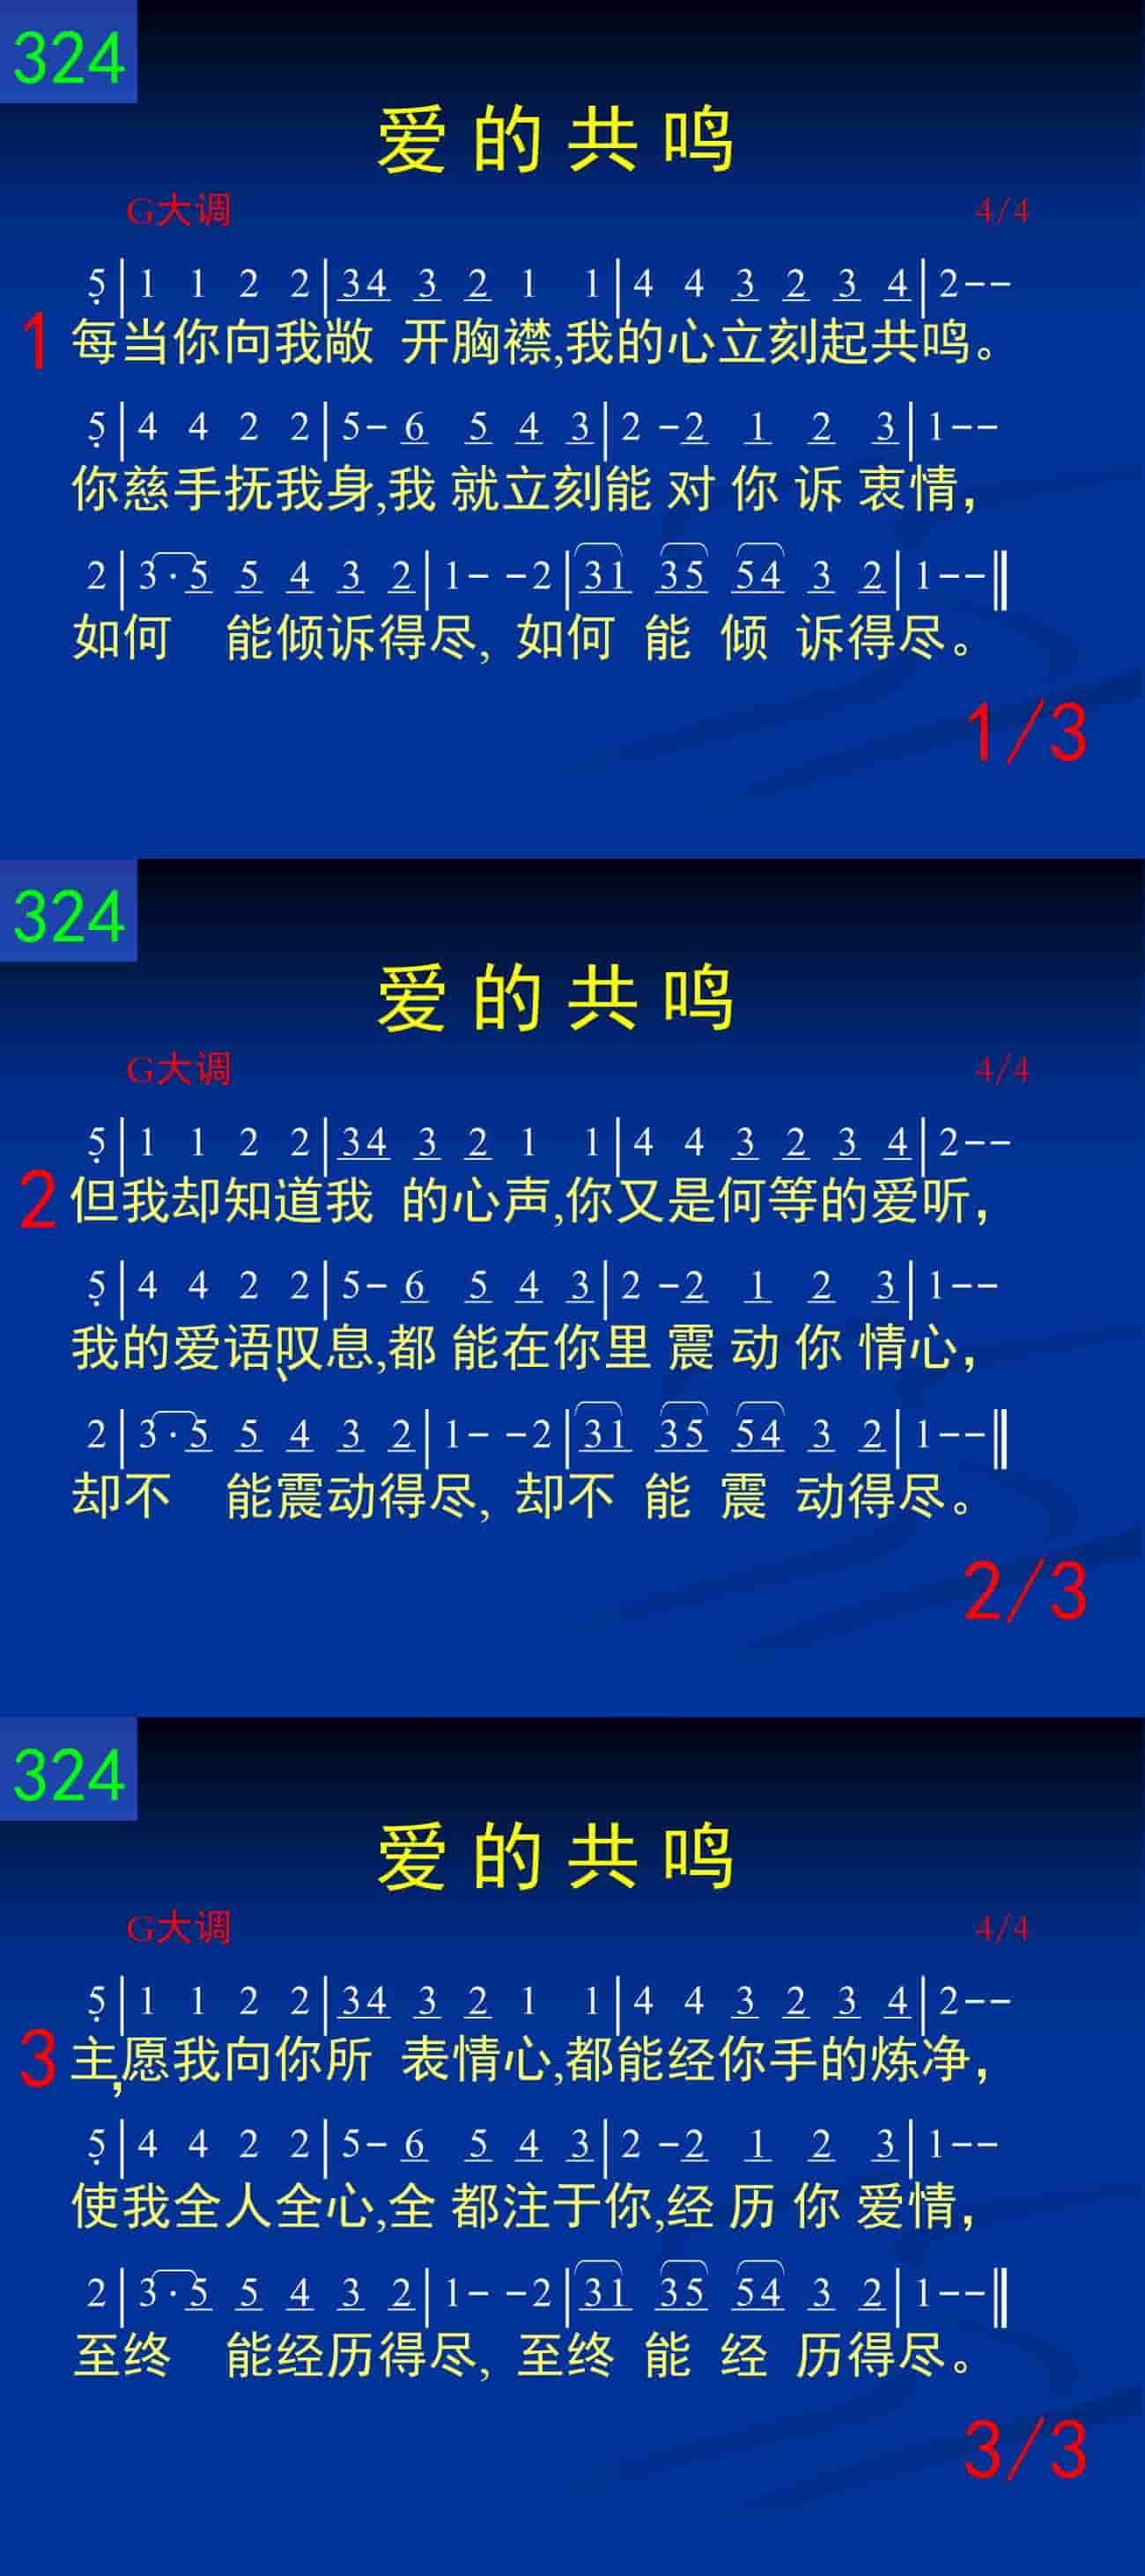 324
爱的共鸣
G大调 4/4
5|1 1 2 2|34 3 2 1 1|4 4 3 2 3 4|2--
1 每当你向我敞 开胸襟,我的心立刻起共鸣。
5|4 4 2 2|5-6 5 4 3|2 -2 1 2 3|1--
你慈手抚我身,我 就立刻能 对 你 诉 衷情，
2|3·5 5 4 3 2|1- -2|31 35 54 3 2|1--‖
如何 能倾诉得尽, 如何 能 倾 诉得尽。
1/3
324
爱的共鸣
G大调 4/4
5|1 1 2 2|34 3 2 1 1|4 4 3 2 3 4|2--
2 但我却知道我 的心声,你又是何等的爱听，
5|4 4 2 2|5-6 5 4 3|2 -2 1 2 3|1--
我的爱语、叹息,都 能在你里 震 动 你 情心，
2|3·5 5 4 3 2|1- -2|31 35 54 3 2|1--‖
却不 能震动得尽, 却不 能 震 动得尽。
2/3
324
爱的共鸣
G大调 4/4
5|1 1 2 2|34 3 2 1 1|4 4 3 2 3 4|2--
3 主,愿我向你所 表情心,都能经你手的炼净，
5|4 4 2 2|5-6 5 4 3|2 -2 1 2 3|1--
使我全人全心,全 都注于你,经 历 你 爱情，
2|3·5 5 4 3 2|1- -2|31 35 54 3 2|1--‖
至终 能经历得尽, 至终 能 经 历得尽。
3/3